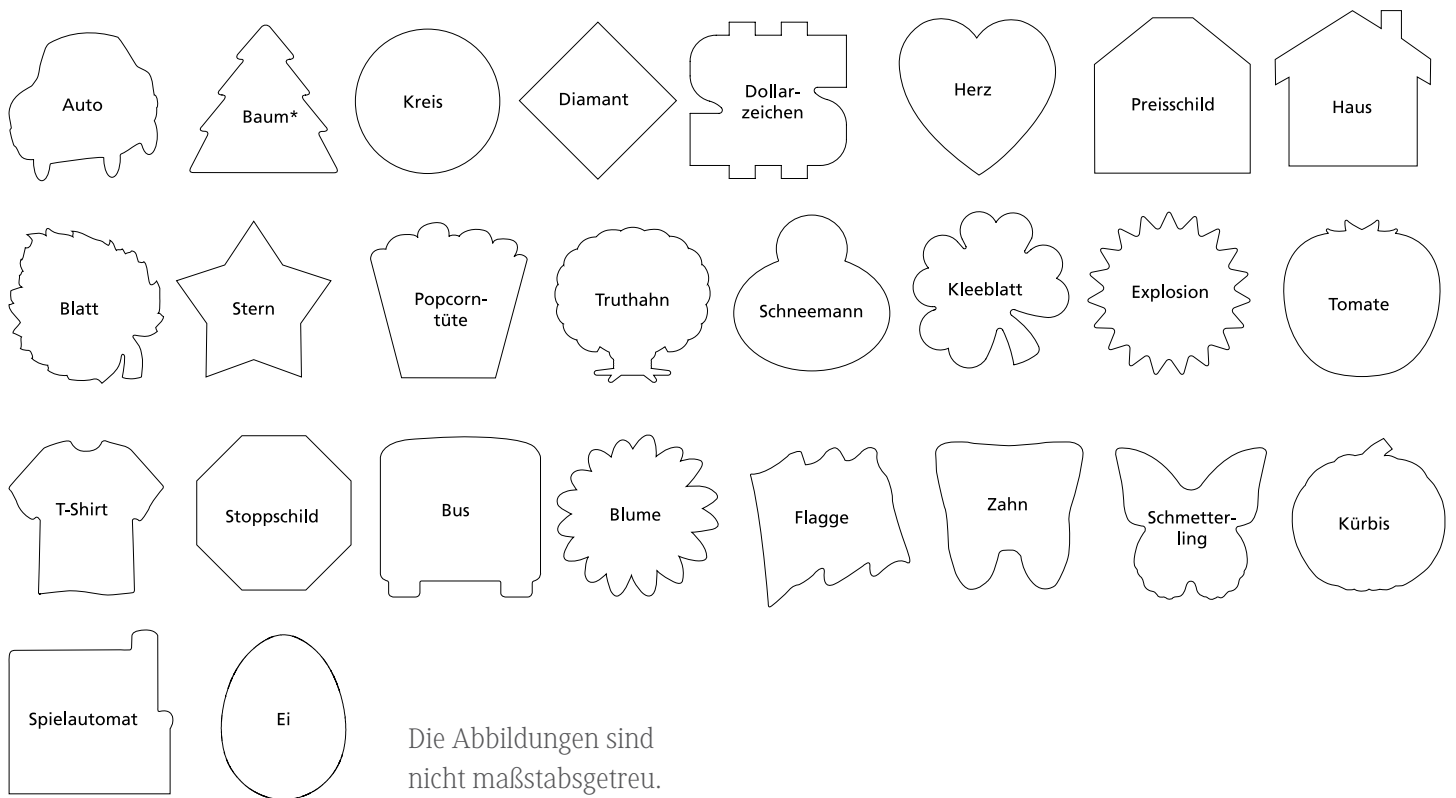 Auto
Baum*
Kreis
Diamant
Dollar-
zeichen
Herz
Preisschild
Haus
Blatt
Stern
Popcorn-
tüte
Truthahn
Schneemann
Kleeblatt
Explosion
Tomate
T-Shirt
Stoppschild
Bus
Blume
Flagge
Zahn
Schmetter-
ling
Kürbis
Spielautomat
Ei
Die Abbildungen sind
nicht maßstabsgetreu.